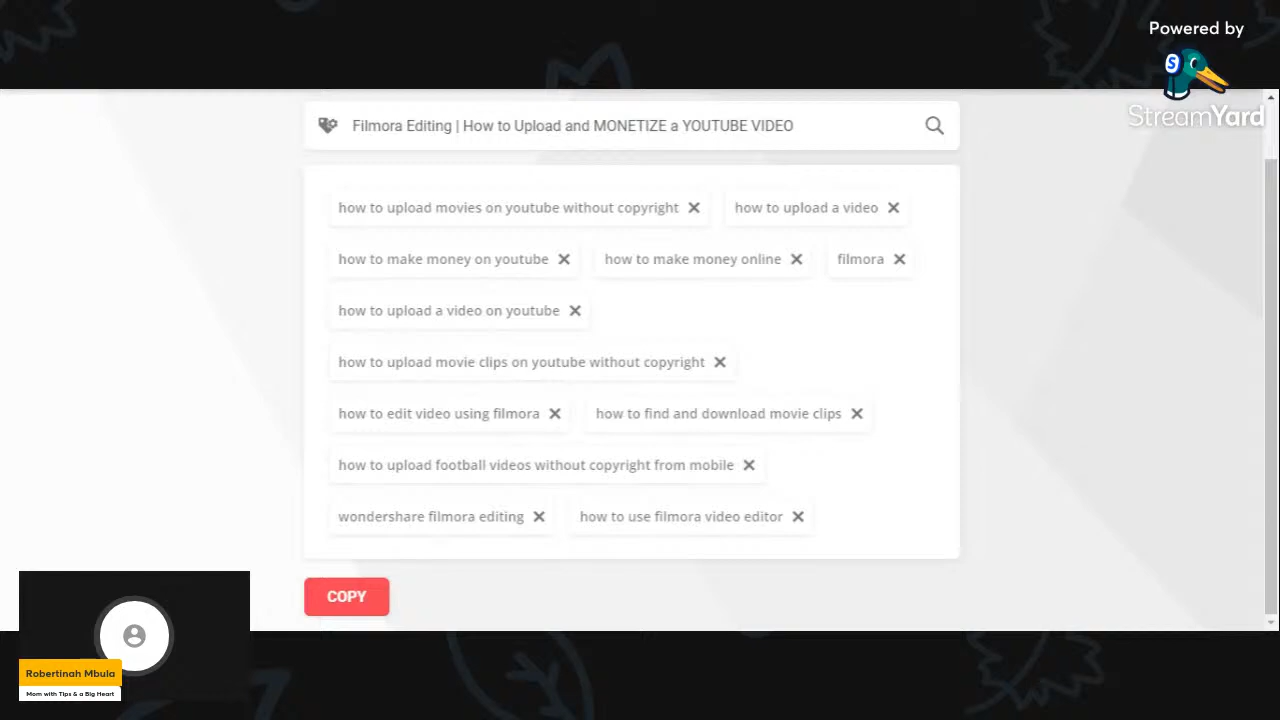 Powered by
StreamYard
Filmora Editing | How to Upload and MONETIZE a YOUTUBE VIDEO
how to upload movies on youtube without copyright how to upload a video
how to make money on youtube how to make money online filmora
how to upload a video on youtube
how to upload movie clips on youtube without copyright
how to edit video using filmora how to find and download movie clips
how to upload football videos without copyright from mobile
wondershare filmora editing how to use filmora video editor
COPY
Robertinah Mbula
Mom with Tips & a Big Heart